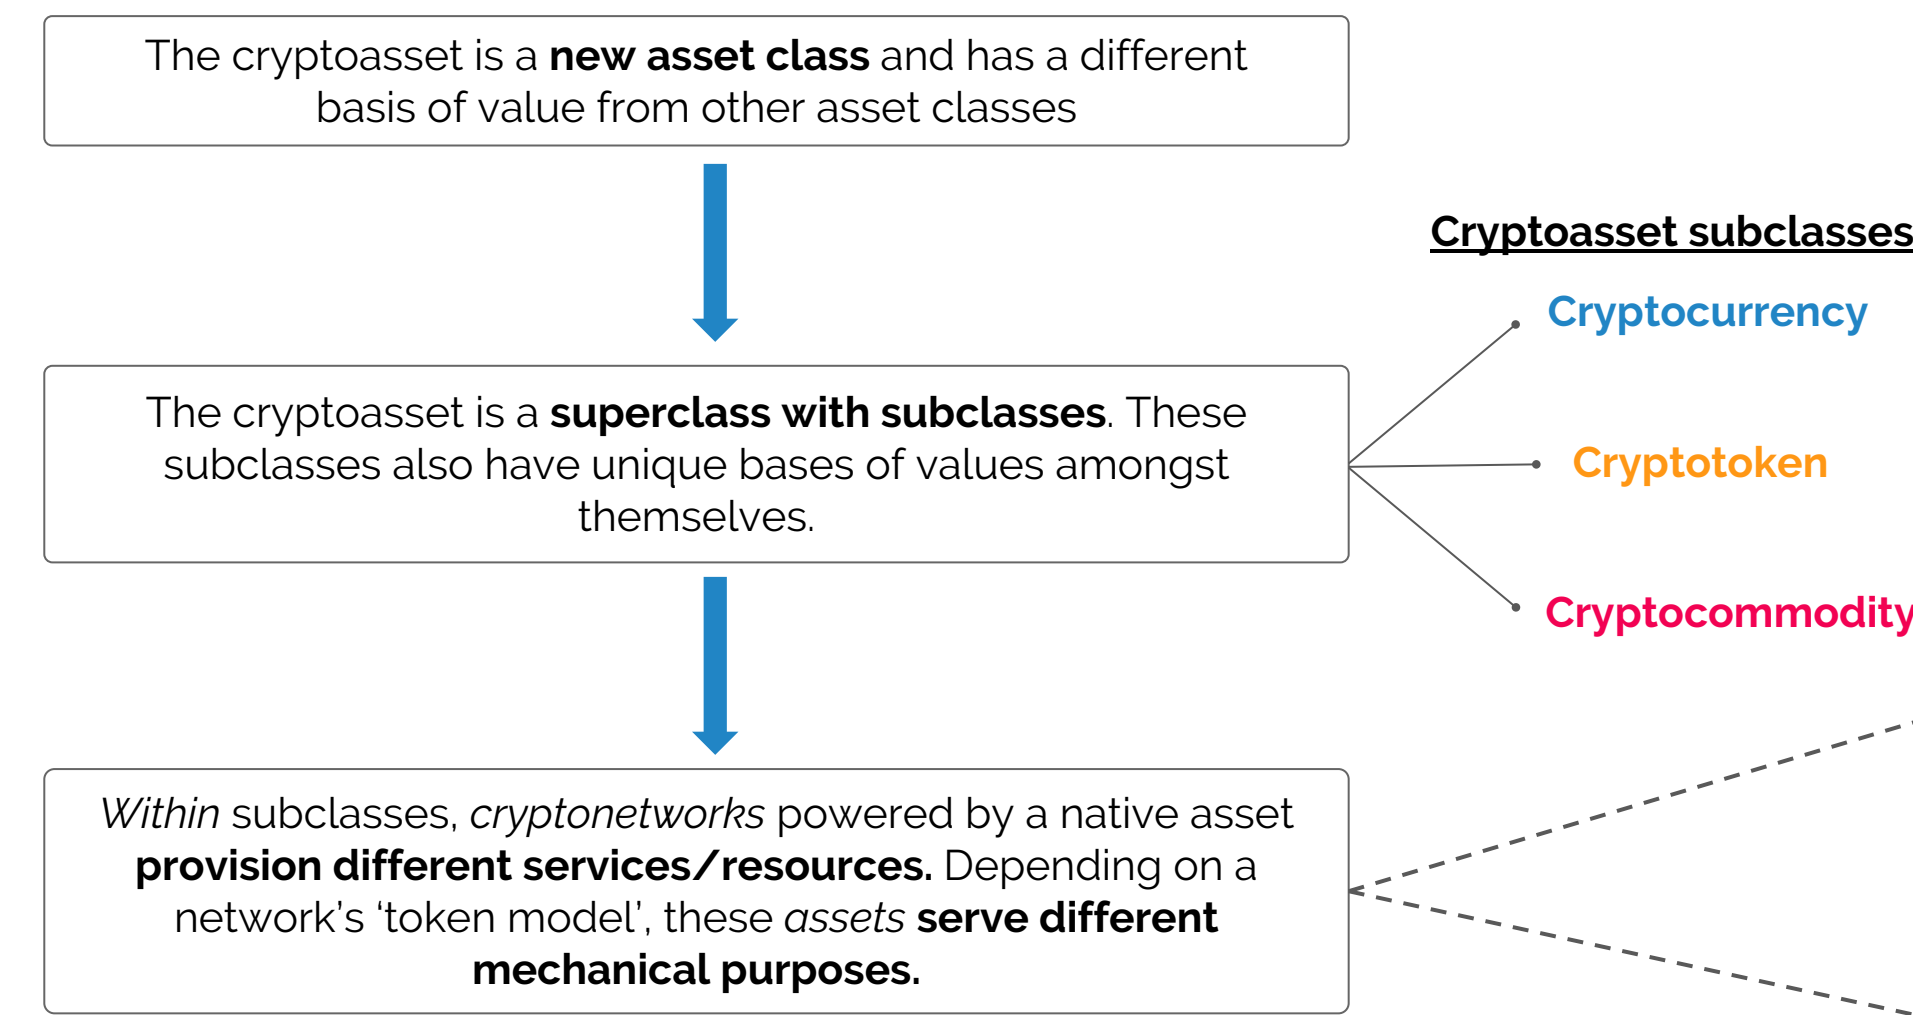 The cryptoasset is a new asset class and has a different
basis of value from other asset classes
Cryptoasset subclasses
Cryptocurrency
The cryptoasset is a superclass with subclasses. These
subclasses also have unique bases of values amongst
themselves.
Cryptotoken
Cryptocommodity
Within subclasses, cryptonetworks powered by a native asset
provision different services/resources. Depending on a
network's ‘token model’, these assets serve different
mechanical purposes.